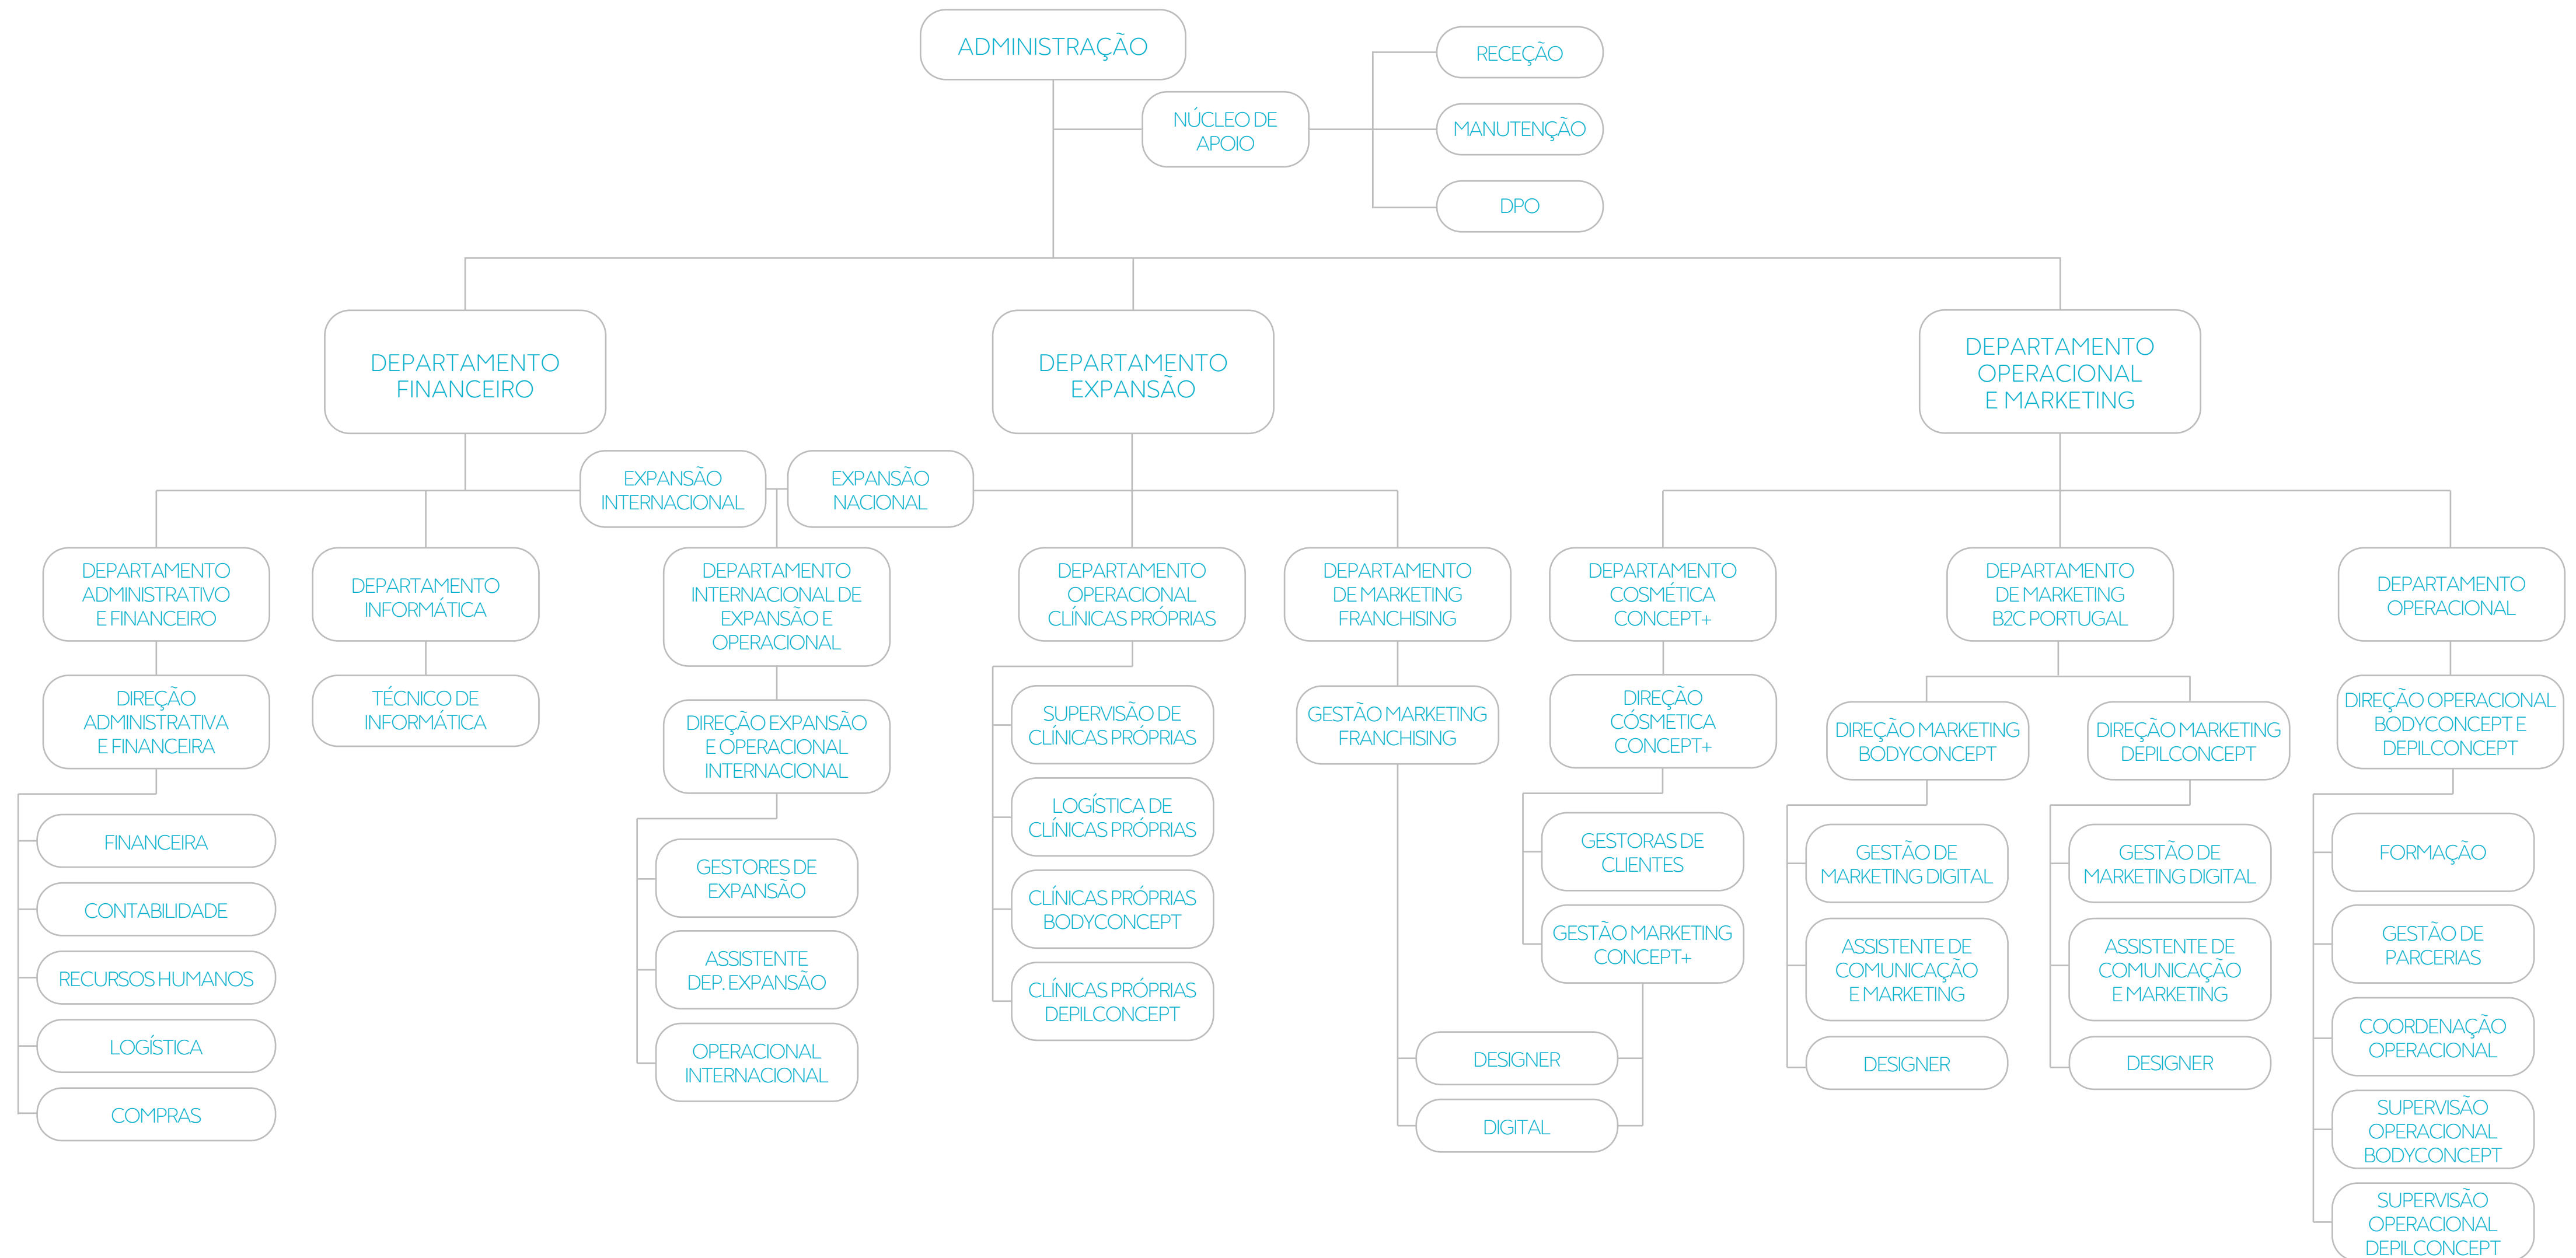 ADMINISTRAÇÃO
RECEÇÃO
NÚCLEO DE
APOIO
MANUTENÇÃO
DPO
DEPARTAMENTO
FINANCEIRO
DEPARTAMENTO
EXPANSÃO
DEPARTAMENTO
OPERACIONAL
E MARKETING
EXPANSÃO
INTERNACIONAL
EXPANSÃO
NACIONAL
DEPARTAMENTO
ADMINISTRATIVO
E FINANCEIRO
DEPARTAMENTO
INFORMÁTICA
DEPARTAMENTO
INTERNACIONAL DE
EXPANSÃO E
OPERACIONAL
DEPARTAMENTO
OPERACIONAL
CLÍNICAS PRÓPRIAS
DEPARTAMENTO
DE MARKETING
FRANCHISING
DEPARTAMENTO
COSMÉTICA
CONCEPT+
DEPARTAMENTO
DE MARKETING
B2C PORTUGAL
DEPARTAMENTO
OPERACIONAL
DIREÇÃO
ADMINISTRATIVA
E FINANCEIRA
TÉCNICO DE
INFORMÁTICA
DIREÇÃO EXPANSÃO
E OPERACIONAL
INTERNACIONAL
SUPERVISÃO DE
CLÍNICAS PRÓPRIAS
GESTÃO MARKETING
FRANCHISING
DIREÇÃO
CÓSMETICA
CONCEPT+
DIREÇÃO MARKETING
BODYCONCEPT
DIREÇÃO MARKETING
DEPILCONCEPT
DIREÇÃO OPERACIONAL
BODYCONCEPT E
DEPILCONCEPT
FINANCEIRA
CONTABILIDADE
RECURSOS HUMANOS
LOGÍSTICA
COMPRAS
GESTORES DE
EXPANSÃO
ASSISTENTE
DEP. EXPANSÃO
OPERACIONAL
INTERNACIONAL
LOGÍSTICA DE
CLÍNICAS PRÓPRIAS
CLÍNICAS PRÓPRIAS
BODYCONCEPT
CLÍNICAS PRÓPRIAS
DEPILCONCEPT
GESTORAS DE
CLIENTES
GESTÃO MARKETING
CONCEPT+
DESIGNER
DIGITAL
GESTÃO DE
MARKETING DIGITAL
ASSISTENTE DE
COMUNICAÇÃO
E MARKETING
DESIGNER
GESTÃO DE
MARKETING DIGITAL
ASSISTENTE DE
COMUNICAÇÃO
E MARKETING
DESIGNER
FORMAÇÃO
GESTÃO DE
PARCERIAS
COORDENAÇÃO
OPERACIONAL
SUPERVISÃO
OPERACIONAL
BODYCONCEPT
SUPERVISÃO
OPERACIONAL
DEPILCONCEPT